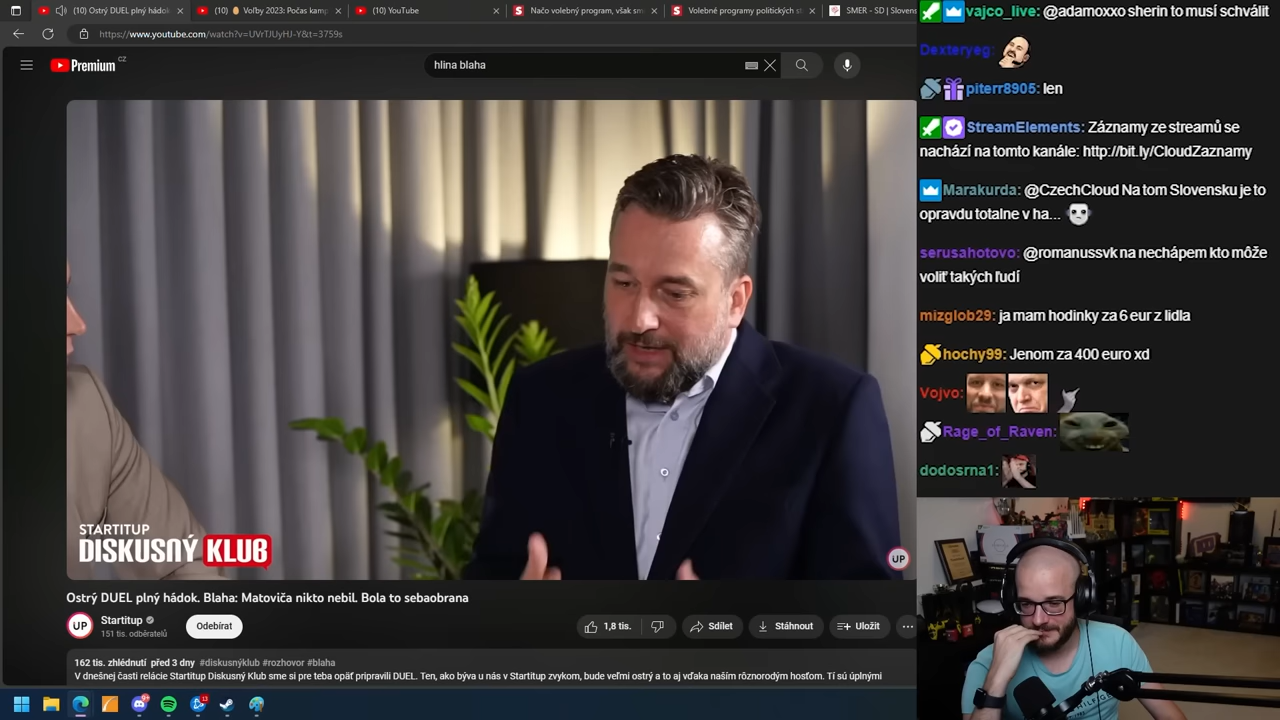 (10) Ostrý DUEL plný hádok
(10) 🥚 Voľby 2023: Počas kamp
(10) YouTube
Načo volebný program, však sm
Volebné programy politických st
SMER - SD | Sloven
https://www.youtube.com/watch?v=UVrTJUyHJ-Y&t=3759s
Premium CZ
hlina blaha
STARTITUP
DISKUSNÝ KLUB
UP
Ostrý DUEL plný hádok. Blaha: Matoviča nikto nebil. Bola to sebaobrana
UP
Startitup
151 tis. odběratelů
Odebírat
1,8 tis.
Sdílet
Stáhnout
Uložit
162 tis. zhlédnutí před 3 dny #diskusnýklub #rozhovor #blaha
V dnešnej časti relácie Startitup Diskusný Klub sme si pre teba opäť pripravili DUEL. Ten, ako býva u nás v Startitup zvykom, bude veľmi ostrý a to aj vďaka naším rôznorodým hosťom. Tí sú úplnými
vajco_live: @adamoxxo sherin to musí schválit
Dexteryeg:
piterr8905: len
StreamElements: Záznamy ze streamů se
nachází na tomto kanále: http://bit.ly/CloudZaznamy
Marakurda: @CzechCloud Na tom Slovensku je to
opravdu totalne v ha...
serusahotovo: @romanussvk na nechápem kto môže
voliť takých ľudí
mizglob29: ja mam hodinky za 6 eur z lidla
hochy99: Jenom za 400 euro xd
Vojvo:
Rage_of_Raven:
dodosrna1: